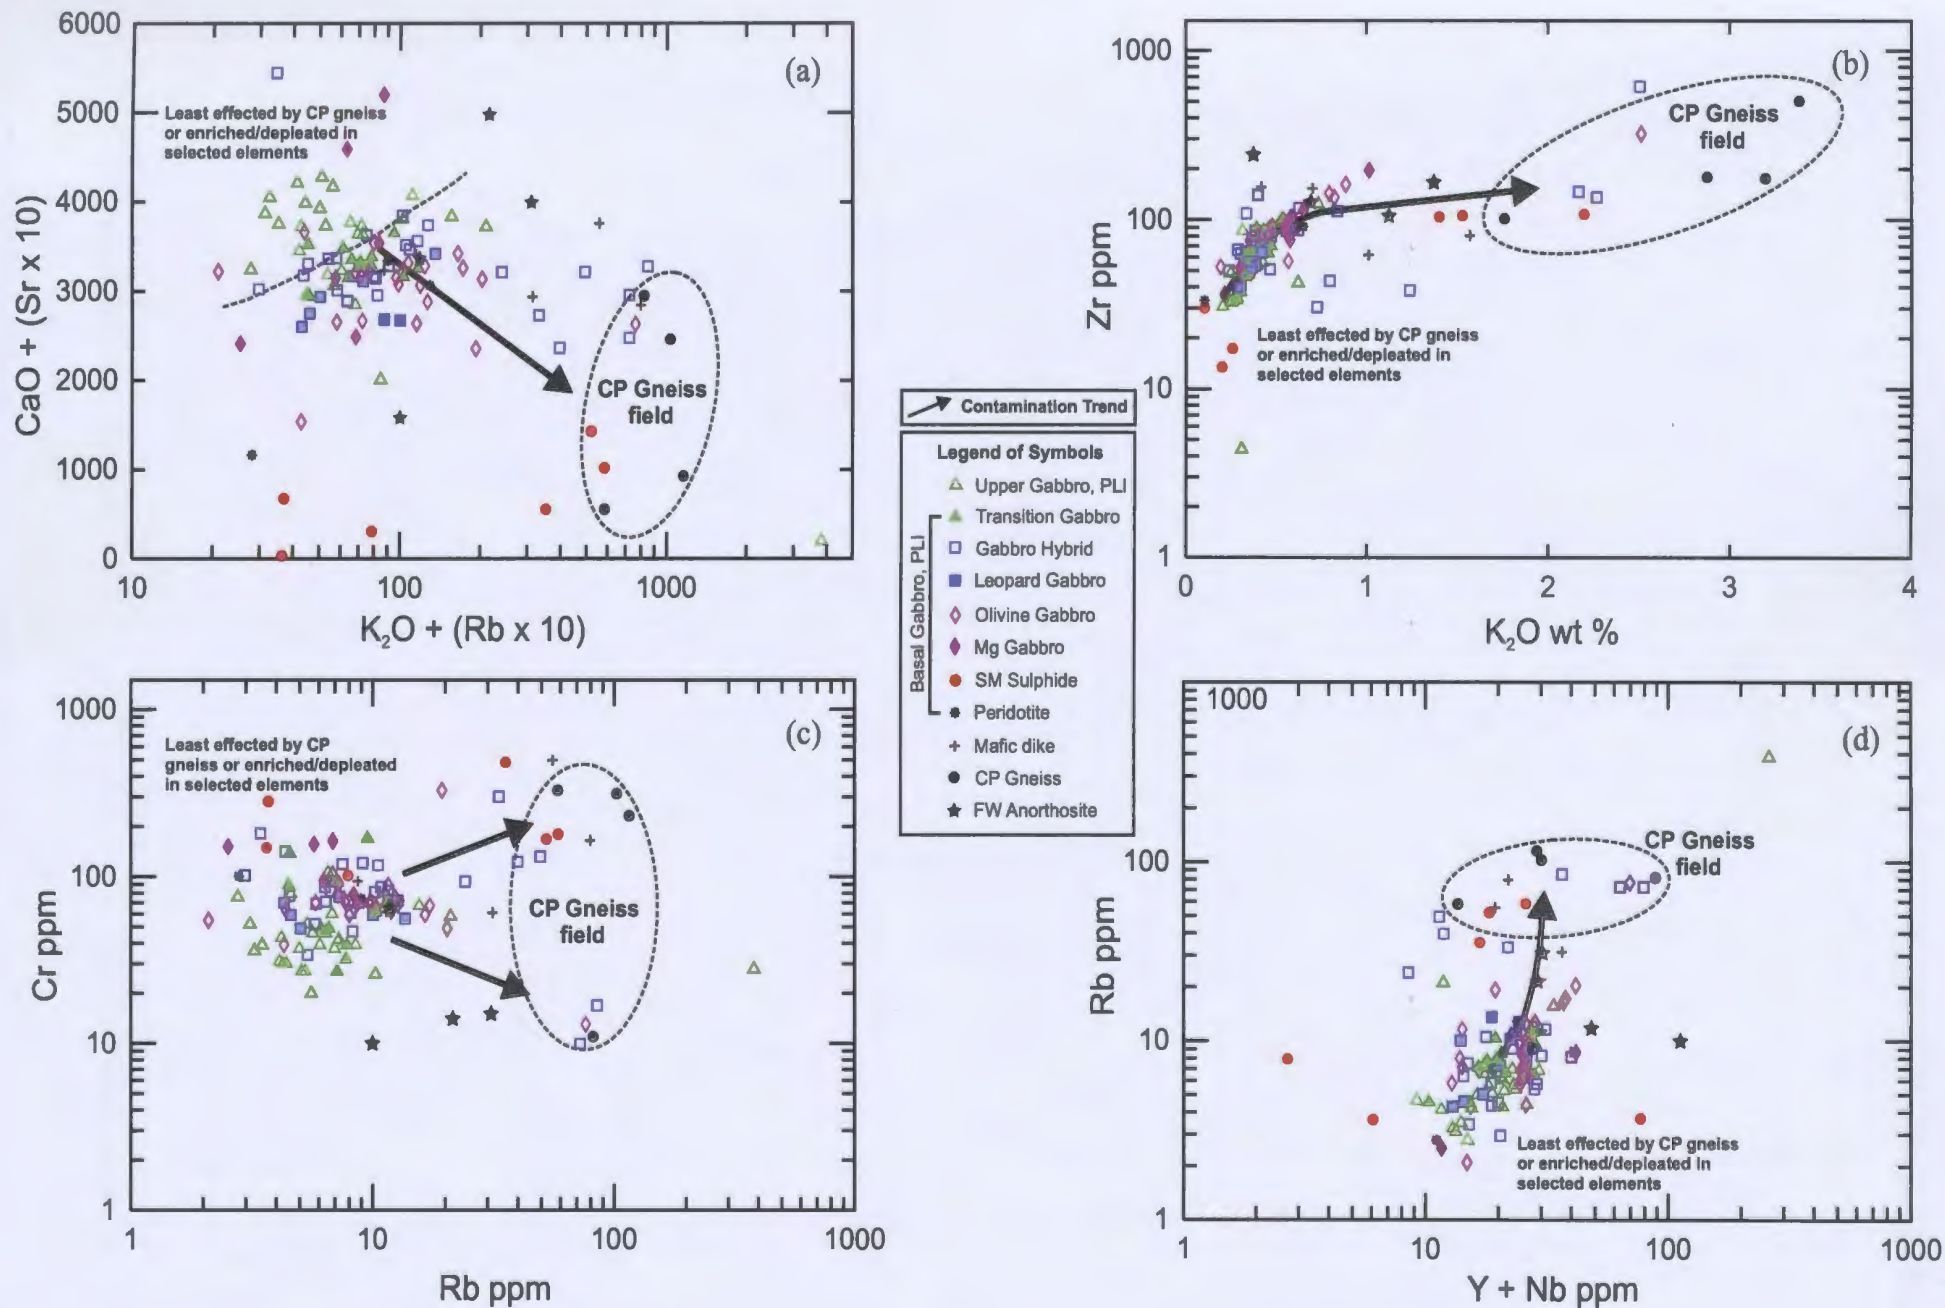 6000
5000
4000
3000
2000
1000
0
10
100
1000
CaO + (Sr x 10)
K₂O + (Rb x 10)
(a)
Least effected by CP gneiss
or enriched/depleated in
selected elements
CP Gneiss
field
1000
100
10
1
0
1
2
3
4
Zr ppm
K₂O wt %
(b)
CP Gneiss
field
Least effected by CP gneiss
or enriched/depleated in
selected elements
Contamination Trend
Legend of Symbols
Upper Gabbro, PLI
Transition Gabbro
Gabbro Hybrid
Leopard Gabbro
Olivine Gabbro
Mg Gabbro
SM Sulphide
Peridotite
Mafic dike
CP Gneiss
FW Anorthosite
Basal Gabbro, PLI
1000
100
10
1
1
10
100
1000
Cr ppm
Rb ppm
(c)
Least effected by CP
gneiss or enriched/depleated
in selected elements
CP Gneiss
field
1000
100
10
1
1
10
100
1000
Rb ppm
Y + Nb ppm
(d)
CP Gneiss
field
Least effected by CP gneiss
or enriched/depleated in
selected elements